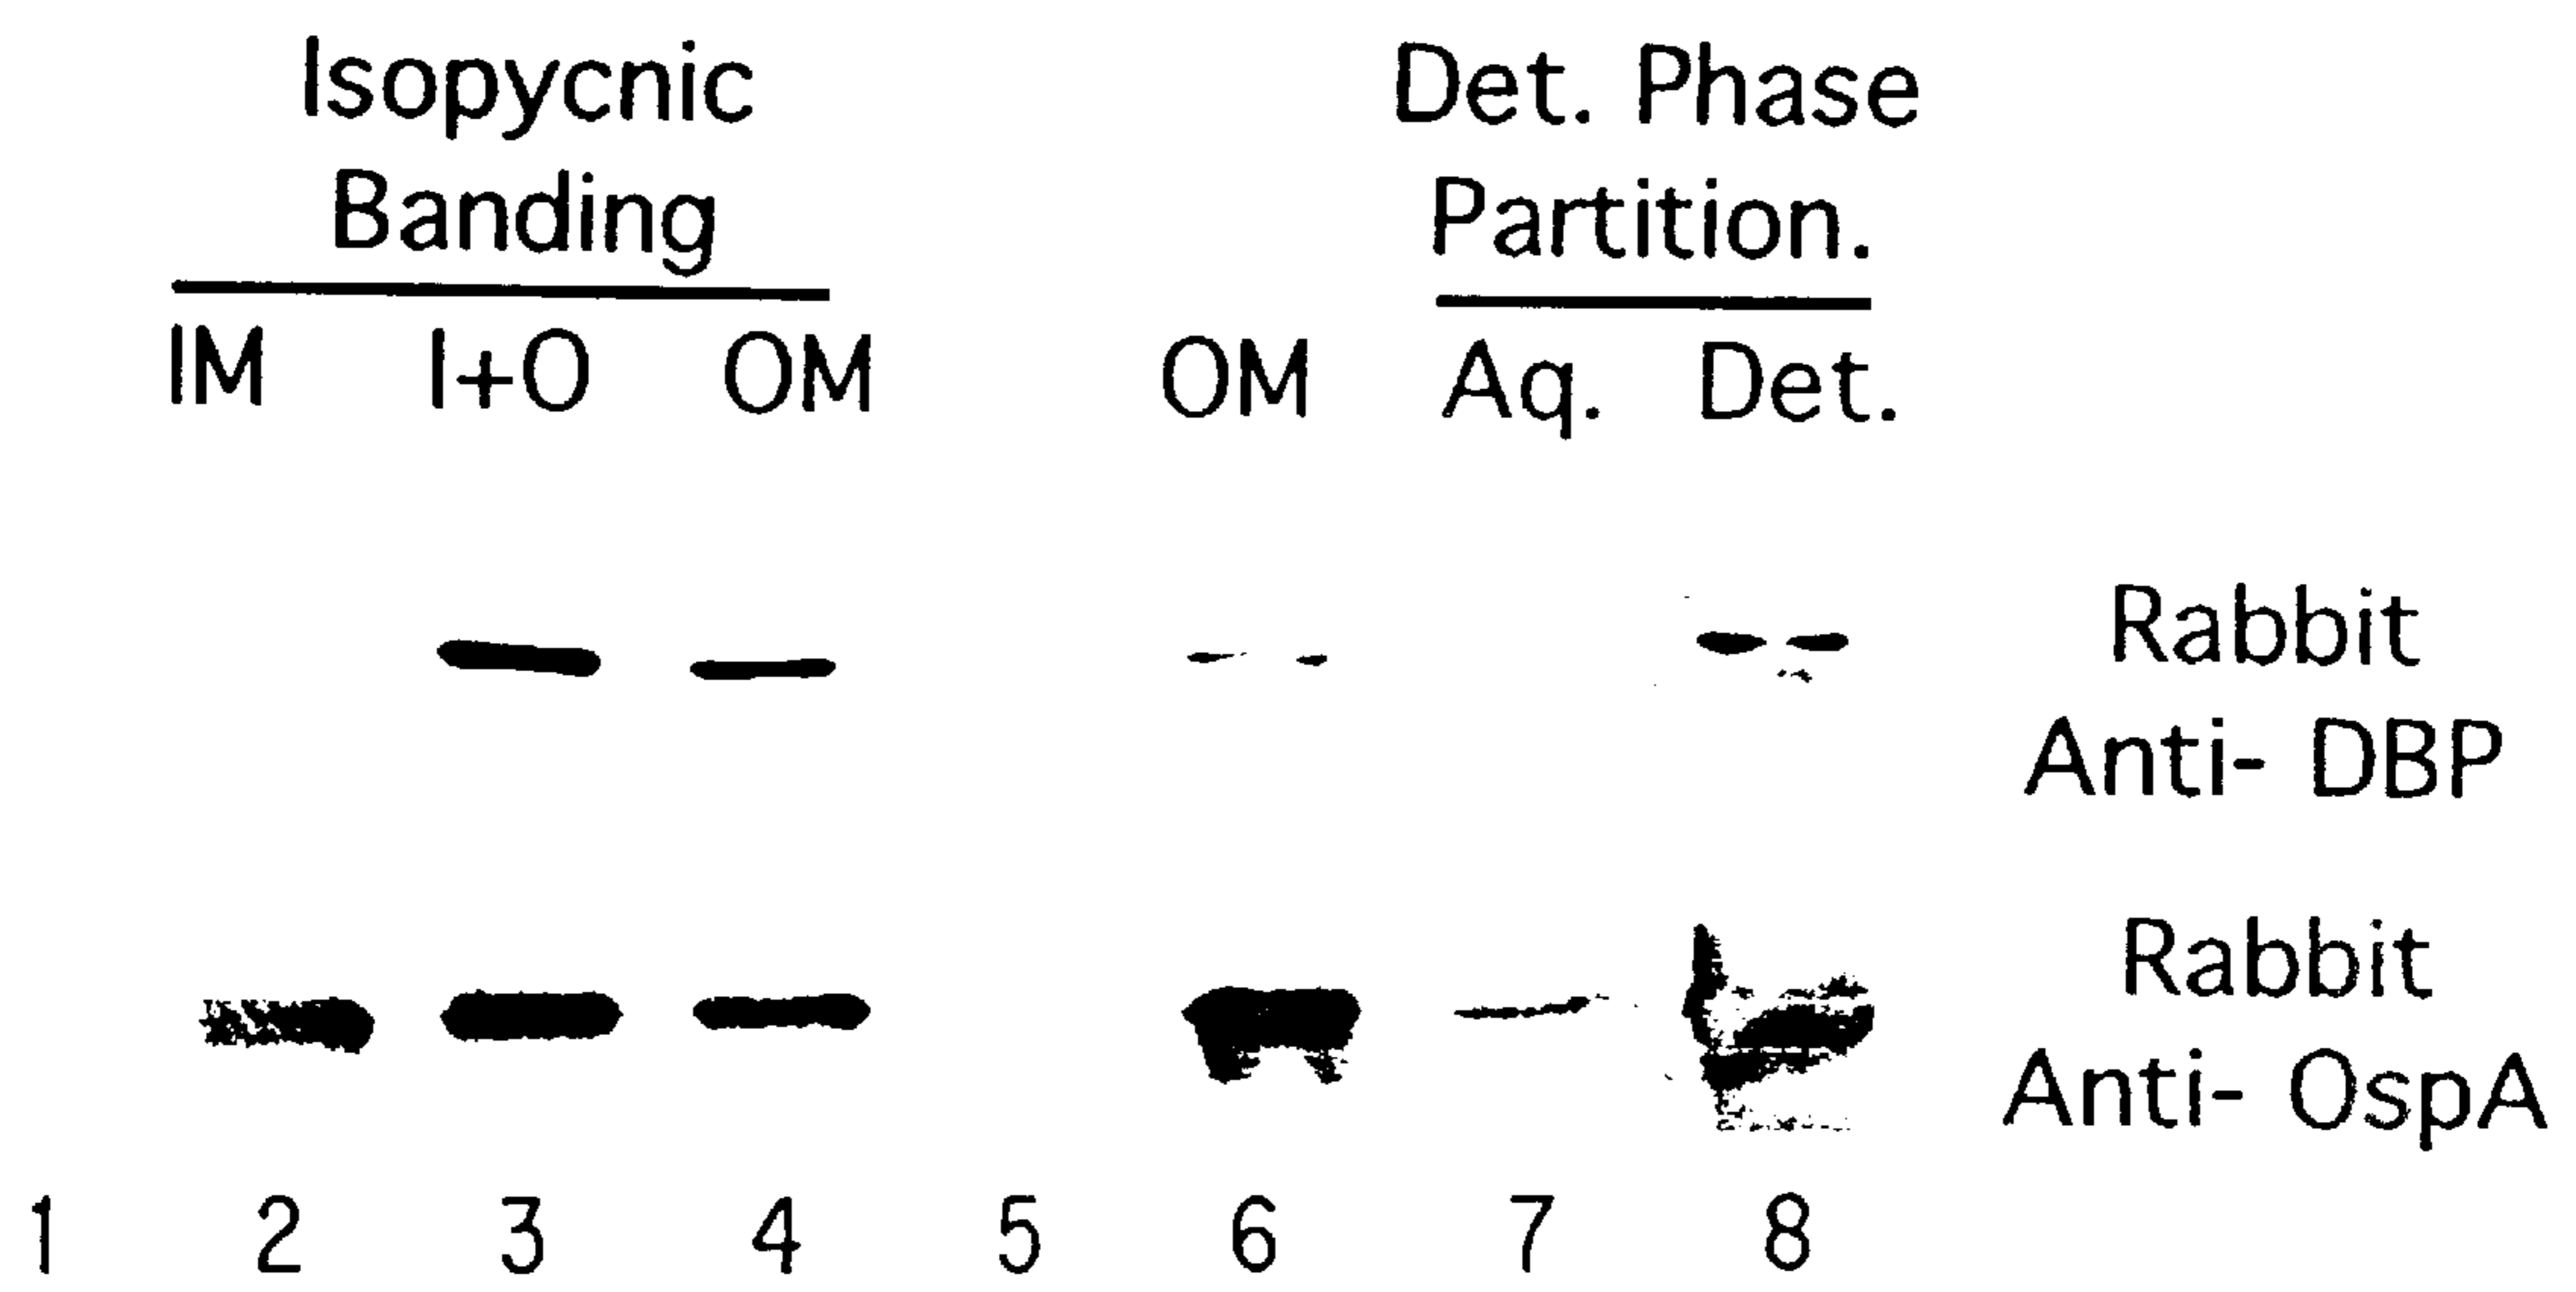 Isopycnic
Banding
Det. Phase
Partition.
IM I+O OM OM Aq. Det.
Rabbit
Anti- DBP
Rabbit
Anti- OspA
1 2 3 4 5 6 7 8